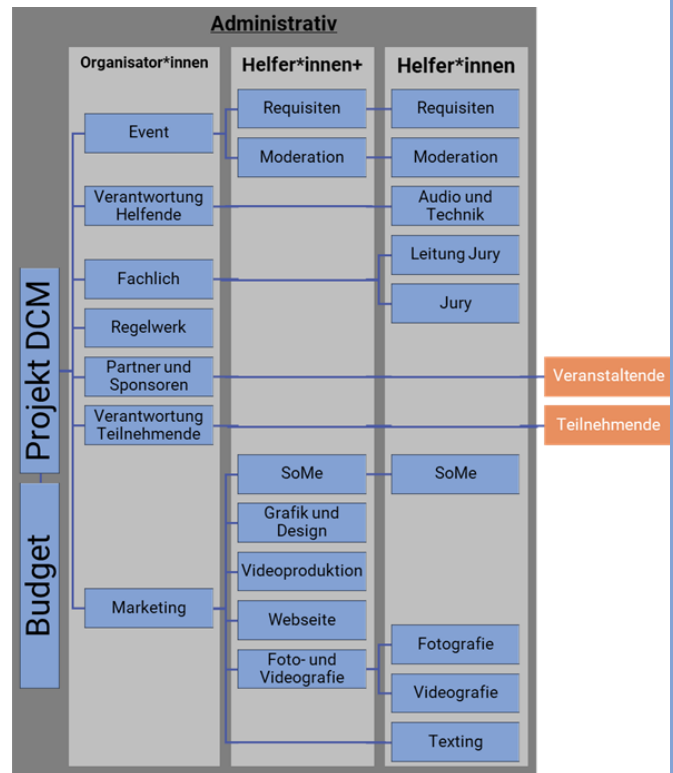 Administrativ
Organisator*innen
Helfer*innen+
Helfer*innen
Projekt DCM
Budget
Event
Verantwortung
Helfende
Fachlich
Regelwerk
Partner und
Sponsoren
Verantwortung
Teilnehmende
Marketing
Requisiten
Moderation
SoMe
Grafik und
Design
Videoproduktion
Webseite
Foto- und
Videografie
Requisiten
Moderation
Audio und
Technik
Leitung Jury
Jury
SoMe
Fotografie
Videografie
Texting
Veranstaltende
Teilnehmende